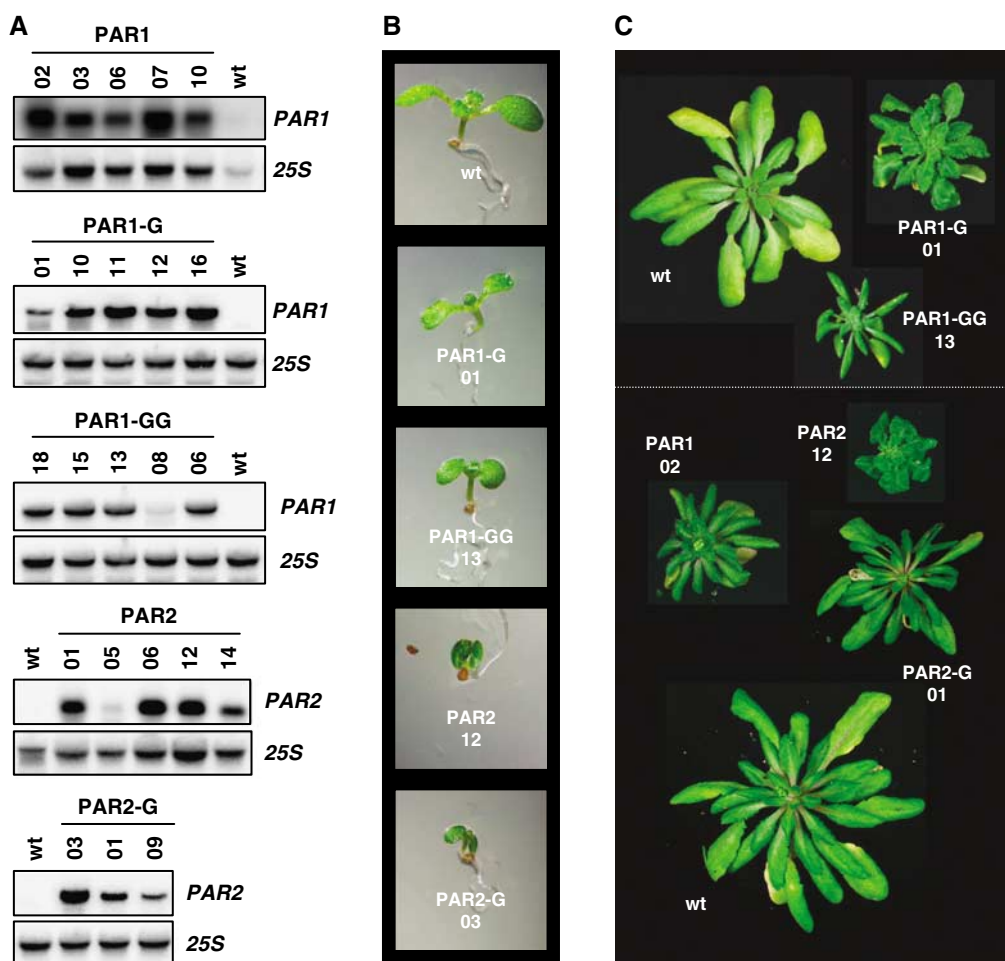 A
PAR1
02 03 06 07 10 wt
PAR1
25S
PAR1-G
01 10 11 12 16 wt
PAR1
25S
PAR1-GG
18 15 13 08 06 wt
PAR1
25S
PAR2
wt 01 05 06 12 14
PAR2
25S
PAR2-G
wt 03 01 09
PAR2
25S
B
wt
PAR1-G
01
PAR1-GG
13
PAR2
12
PAR2-G
03
C
wt
PAR1-G
01
PAR1-GG
13
PAR1
02
PAR2
12
PAR2-G
01
wt